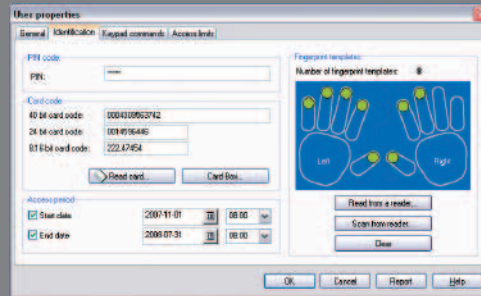 User properties
General Identification Keypad commands Access limits
PIN code:
PIN:
Card code
40 bit card code: 0004309563742
24 bit card code: 0014596446
8:16 bit card code: 222.47454
Read card... Card Box...
Access period
Start date 2007-11-01 08:00
End date 2008-07-31 08:00
Fingerprint templates:
Number of fingerprint templates:
Left Right
Read from a reader...
Scan from reader...
Clear
OK Cancel Report Help